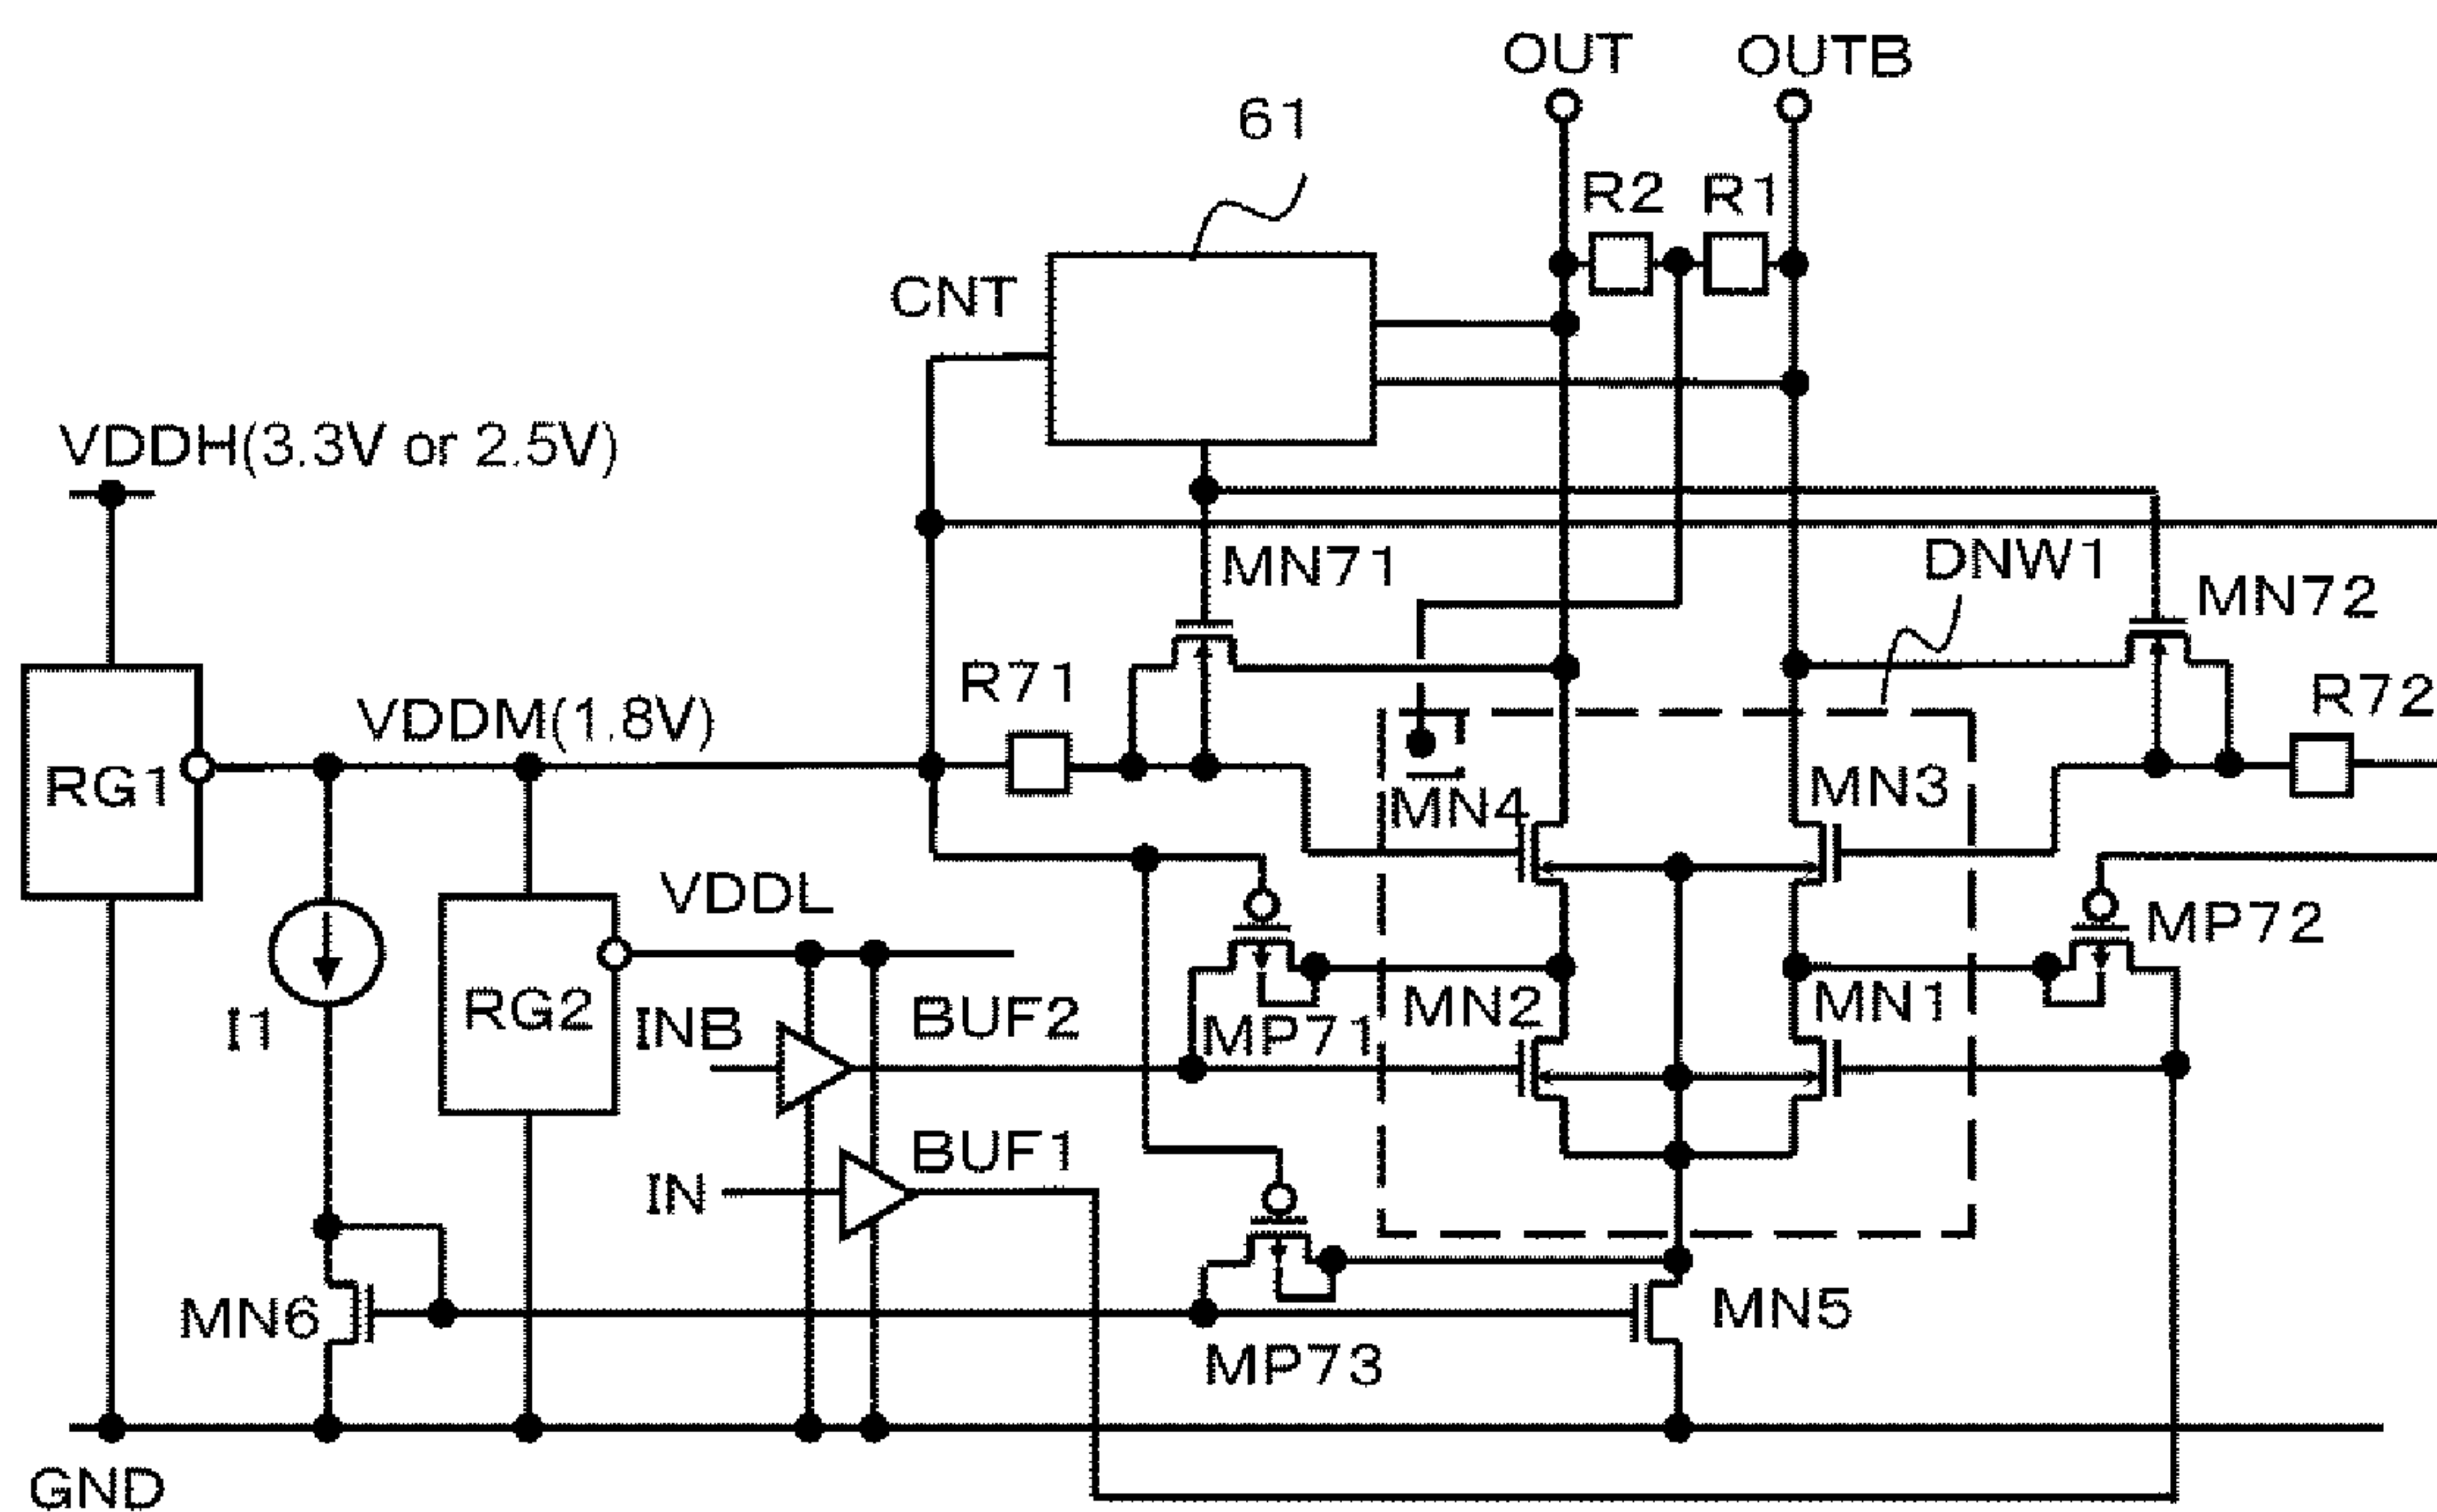 OUT
OUTB
61
R2
R1
CNT
VDDH(3.3V or 2.5V)
MN71
DNW1
MN72
R71
R72
VDDM(1.8V)
RG1
MN4
MN3
VDDL
MP72
I1
RG2
INB
BUF2
MP71
MN2
MN1
BUF1
IN
MN6
MN5
MP73
GND